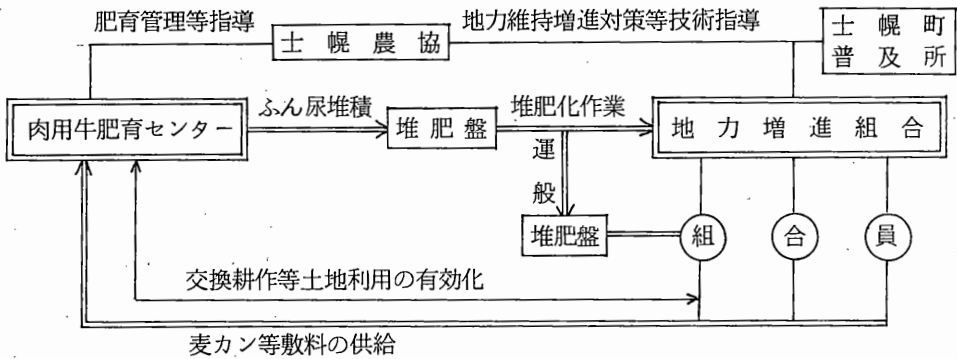 肥育管理等指導
地力維持増進対策等技術指導
士幌農協
士幌町
普及所
肉用牛肥育センター
ふん尿堆積
堆肥盤
堆肥化作業
地力増進組合
運
般
堆肥盤
組
合
員
交換耕作等土地利用の有効化
麦カン等敷料の供給